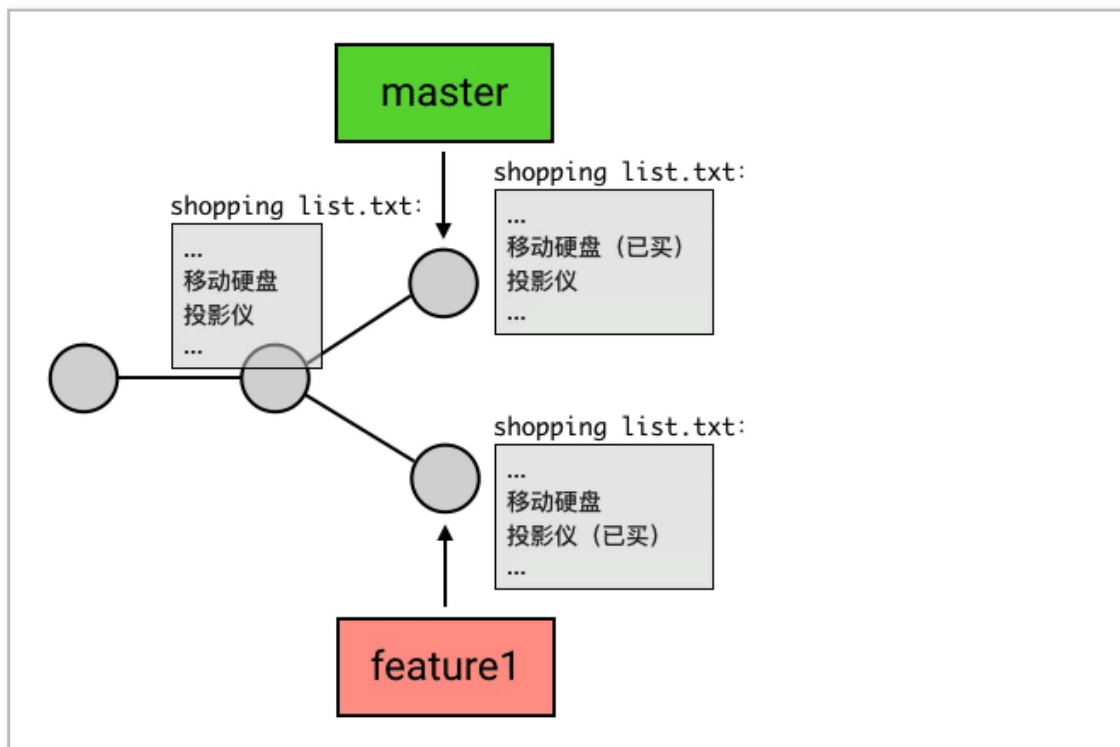 master
shopping list.txt:
...
移动硬盘
投影仪
...
shopping list.txt:
...
移动硬盘（已买）
投影仪
...
shopping list.txt:
...
移动硬盘
投影仪（已买）
...
feature1